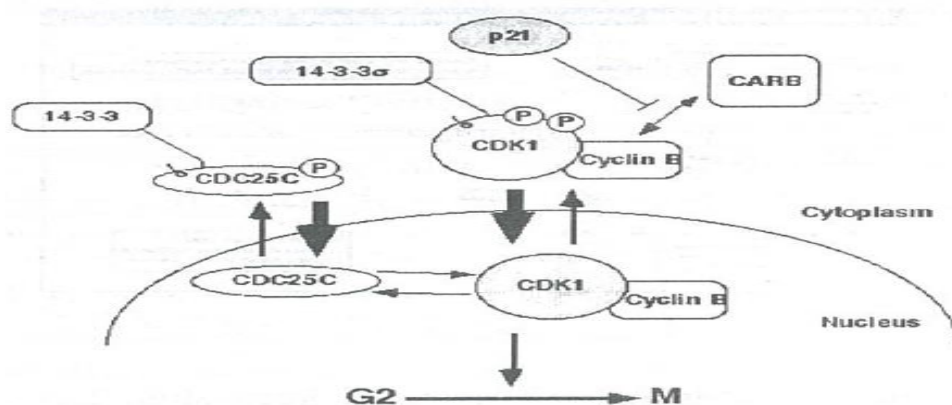 p21
14-3-3σ
CARB
14-3-3
P
P
CDK1
Cyclin B
P
CDC25C
Cytoplasm
CDC25C
CDK1
Cyclin B
Nucleus
G2
M